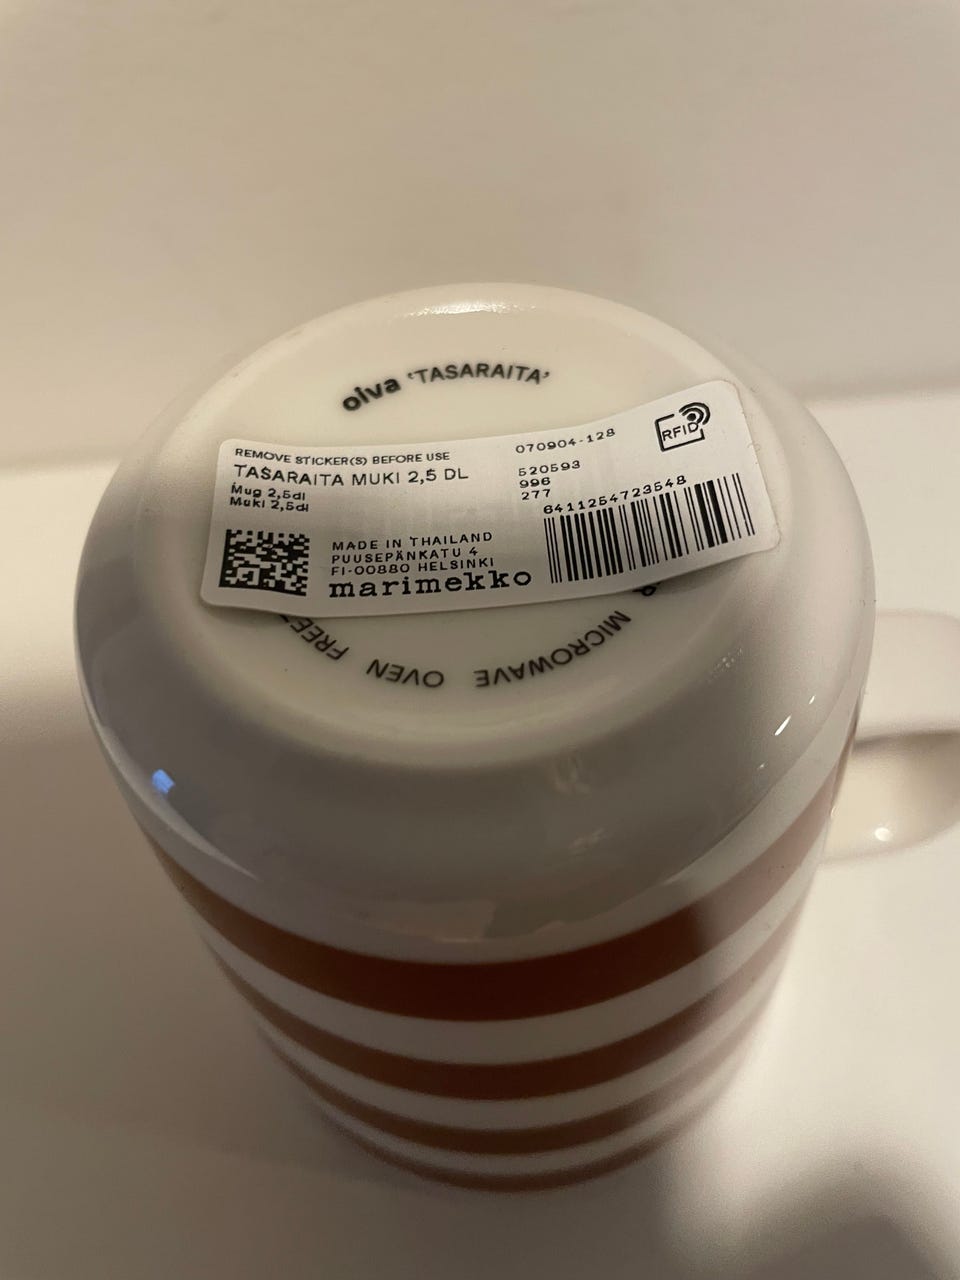 oiva 'TASARAITA'
REMOVE STICKER(S) BEFORE USE
TASARAITA MUKI 2,5 DL
Mug 2,5dl
Muki 2,5dl
070904-128
520593
996
277
RFID
6411254723548
MADE IN THAILAND
PUUSEPÄNKATU 4
FI-00880 HELSINKI
marimekko
MICROWAVE OVEN